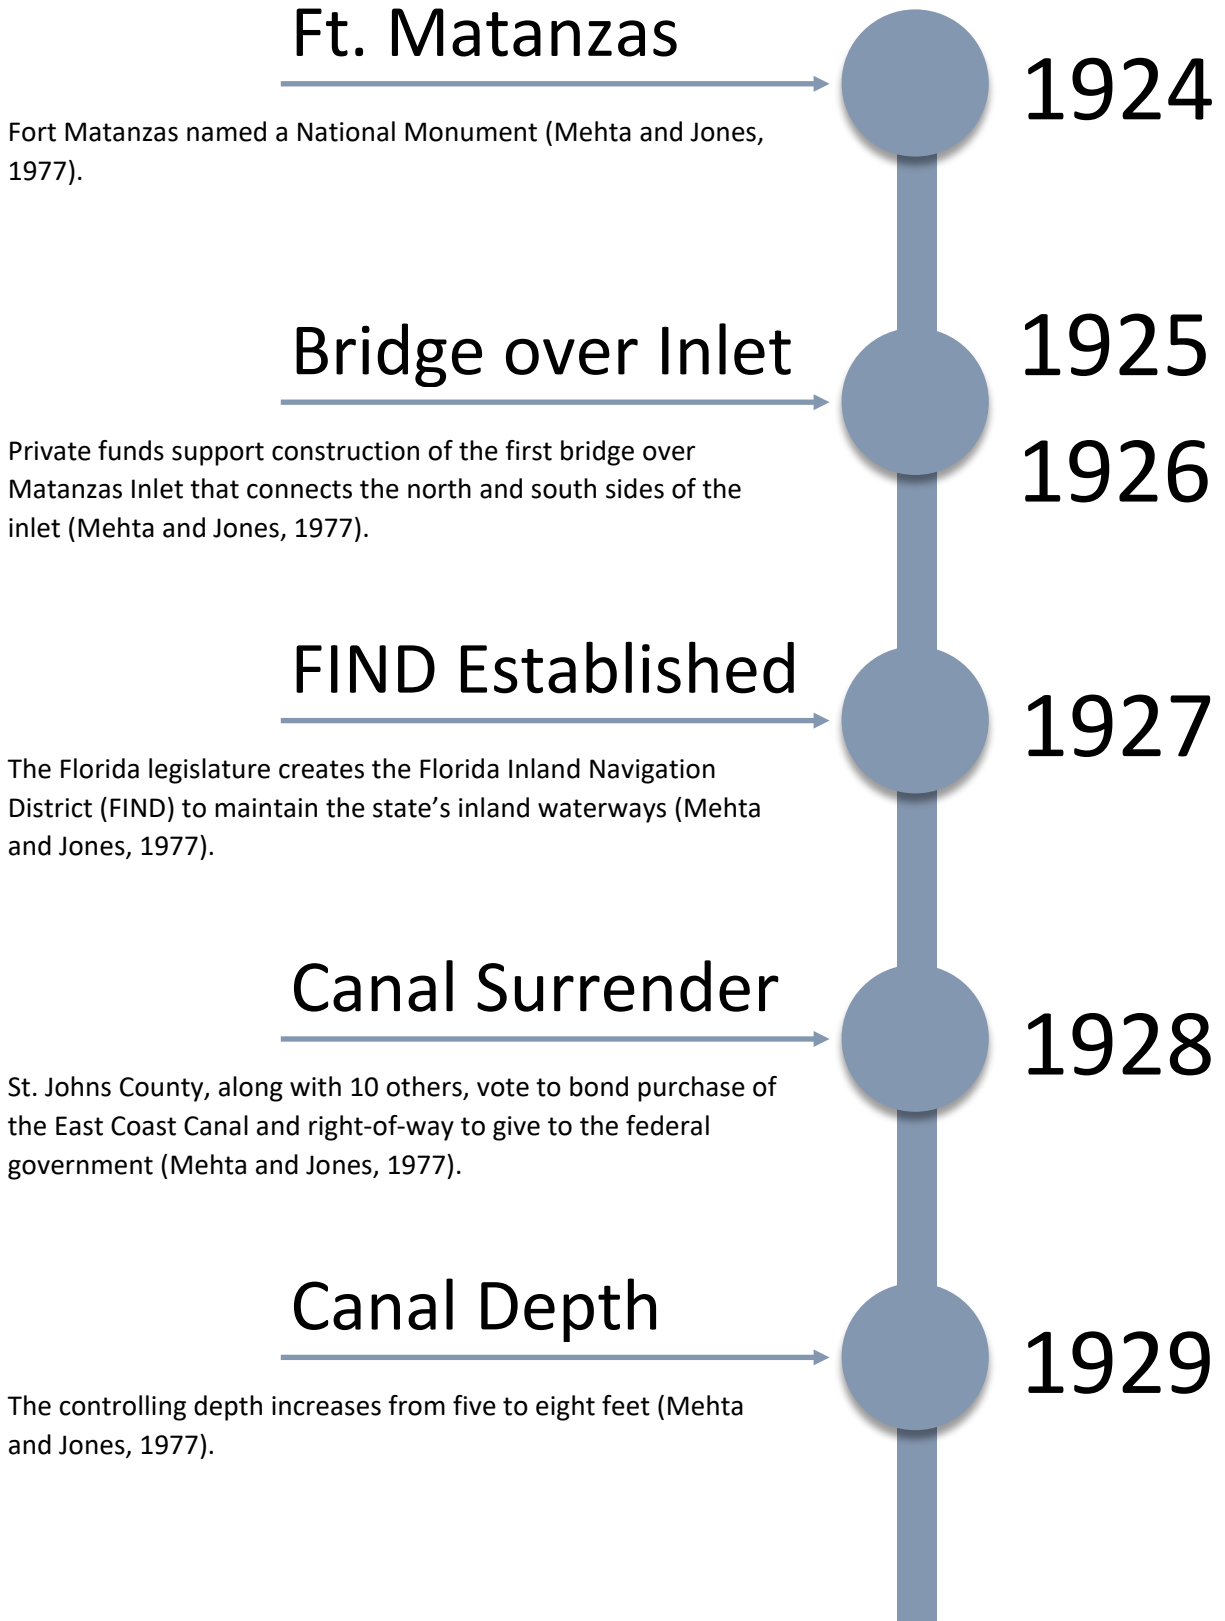 Ft. Matanzas
1924
Fort Matanzas named a National Monument (Mehta and Jones,
1977).
Bridge over Inlet
1925
1926
Private funds support construction of the first bridge over
Matanzas Inlet that connects the north and south sides of the
inlet (Mehta and Jones, 1977).
FIND Established
1927
The Florida legislature creates the Florida Inland Navigation
District (FIND) to maintain the state’s inland waterways (Mehta
and Jones, 1977).
Canal Surrender
1928
St. Johns County, along with 10 others, vote to bond purchase of
the East Coast Canal and right-of-way to give to the federal
government (Mehta and Jones, 1977).
Canal Depth
1929
The controlling depth increases from five to eight feet (Mehta
and Jones, 1977).